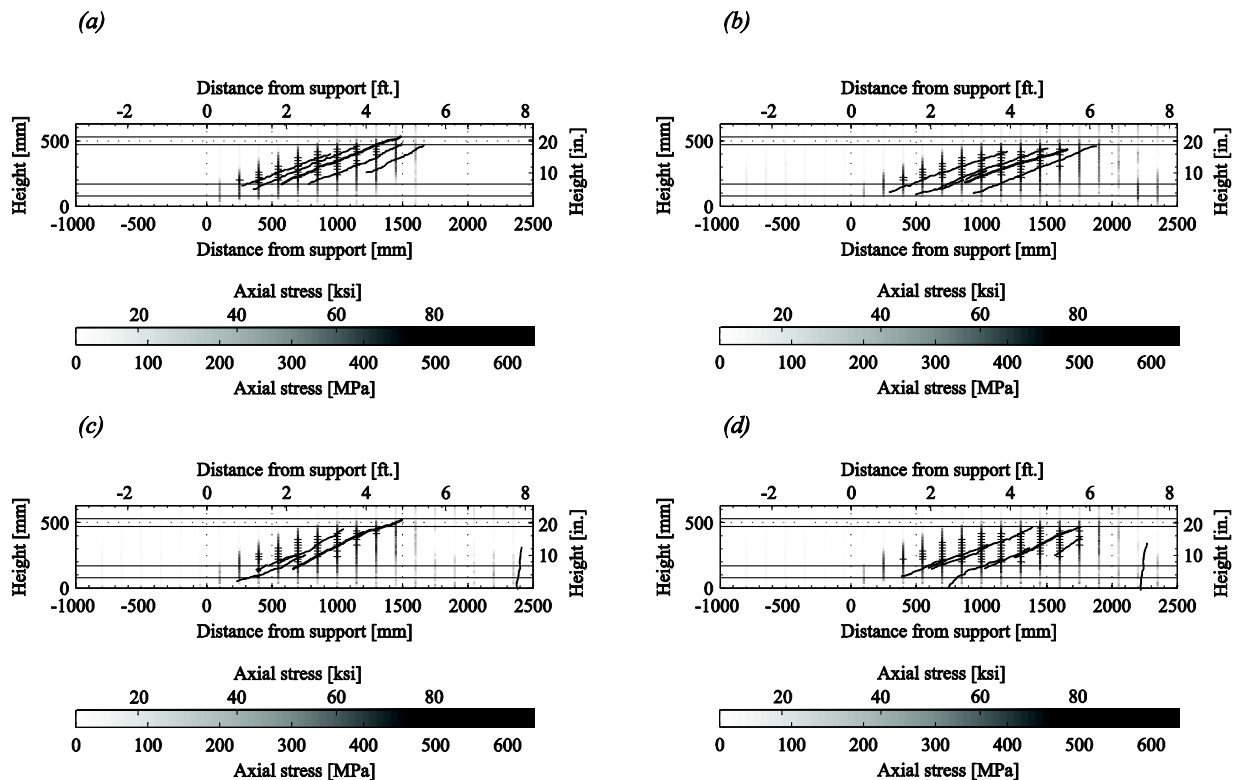 (a)
Distance from support [ft.]
-2 0 2 4 6 8
Height [mm]
500
0
20
10
Height [in.]
-1000 -500 0 500 1000 1500 2000 2500
Distance from support [mm]
Axial stress [ksi]
20 40 60 80
0 100 200 300 400 500 600
Axial stress [MPa]
(b)
Distance from support [ft.]
-2 0 2 4 6 8
Height [mm]
500
0
20
10
Height [in.]
-1000 -500 0 500 1000 1500 2000 2500
Distance from support [mm]
Axial stress [ksi]
20 40 60 80
0 100 200 300 400 500 600
Axial stress [MPa]
(c)
Distance from support [ft.]
-2 0 2 4 6 8
Height [mm]
500
0
20
10
Height [in.]
-1000 -500 0 500 1000 1500 2000 2500
Distance from support [mm]
Axial stress [ksi]
20 40 60 80
0 100 200 300 400 500 600
Axial stress [MPa]
(d)
Distance from support [ft.]
-2 0 2 4 6 8
Height [mm]
500
0
20
10
Height [in.]
-1000 -500 0 500 1000 1500 2000 2500
Distance from support [mm]
Axial stress [ksi]
20 40 60 80
0 100 200 300 400 500 600
Axial stress [MPa]